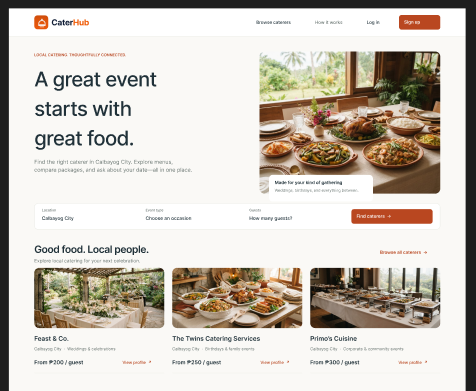 CaterHub
Browse caterers
How it works
Log in
Sign up
LOCAL CATERING. THOUGHTFULLY CONNECTED.
A great event
starts with
great food.
Find the right caterer in Calbayog City. Explore menus,
compare packages, and ask about your date—all in one place.
Made for your kind of gathering
Weddings, birthdays, and everything between.
Location
Calbayog City
Event type
Choose an occasion
Guests
How many guests?
Find caterers →
Good food. Local people.
Explore local catering for your next celebration.
Browse all caterers →
Feast & Co.
Calbayog City · Weddings & celebrations
From ₱200 / guest
View profile ↗
The Twins Catering Services
Calbayog City · Birthdays & family events
From ₱250 / guest
View profile ↗
Primo's Cuisine
Calbayog City · Corporate & community events
From ₱300 / guest
View profile ↗